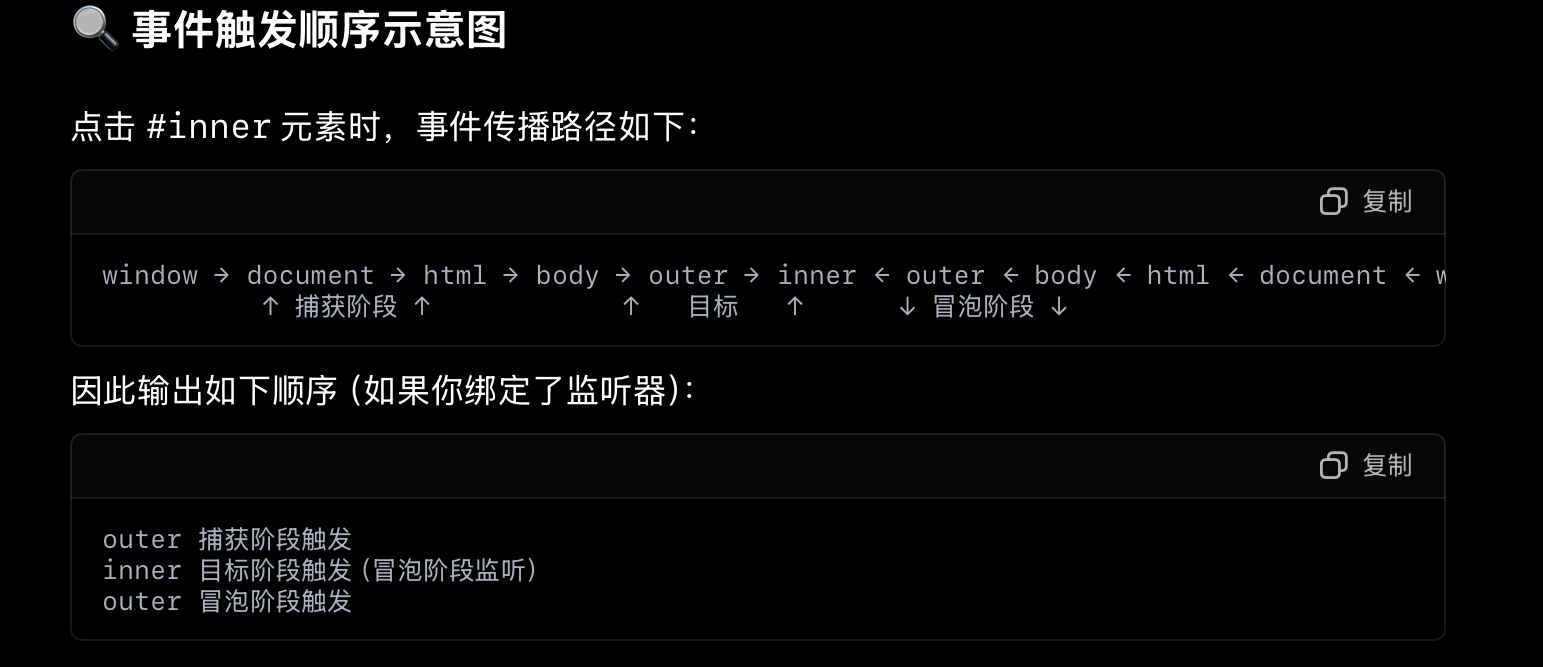 🔍 事件触发顺序示意图
点击 #inner 元素时，事件传播路径如下：
复制
window → document → html → body → outer → inner ← outer ← body ← html ← document ←
↑ 捕获阶段 ↑ ↑ 目标 ↑ ↓ 冒泡阶段 ↓
因此输出如下顺序（如果你绑定了监听器）：
复制
outer 捕获阶段触发
inner 目标阶段触发（冒泡阶段监听）
outer 冒泡阶段触发